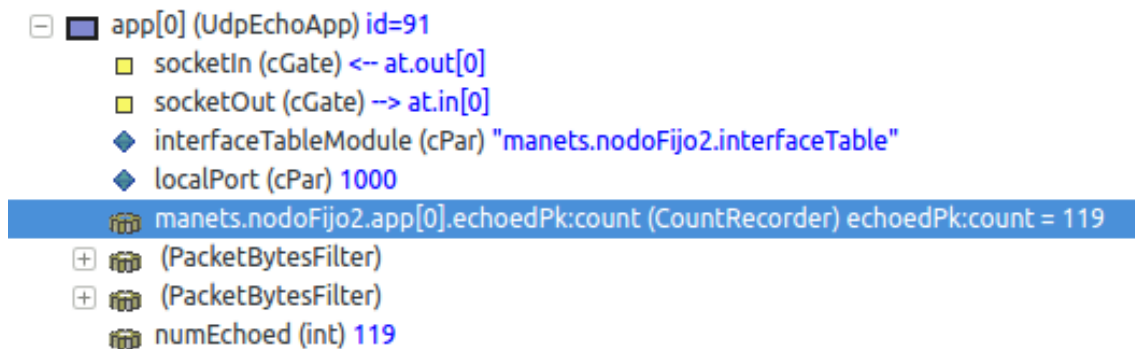 app[0] (UdpEchoApp) id=91
socketIn (cGate) <-- at.out[0]
socketOut (cGate) --> at.in[0]
interfaceTableModule (cPar) "manets.nodoFijo2.interfaceTable"
localPort (cPar) 1000
manets.nodoFijo2.app[0].echoedPk:count (CountRecorder) echoedPk:count = 119
(PacketBytesFilter)
(PacketBytesFilter)
numEchoed (int) 119